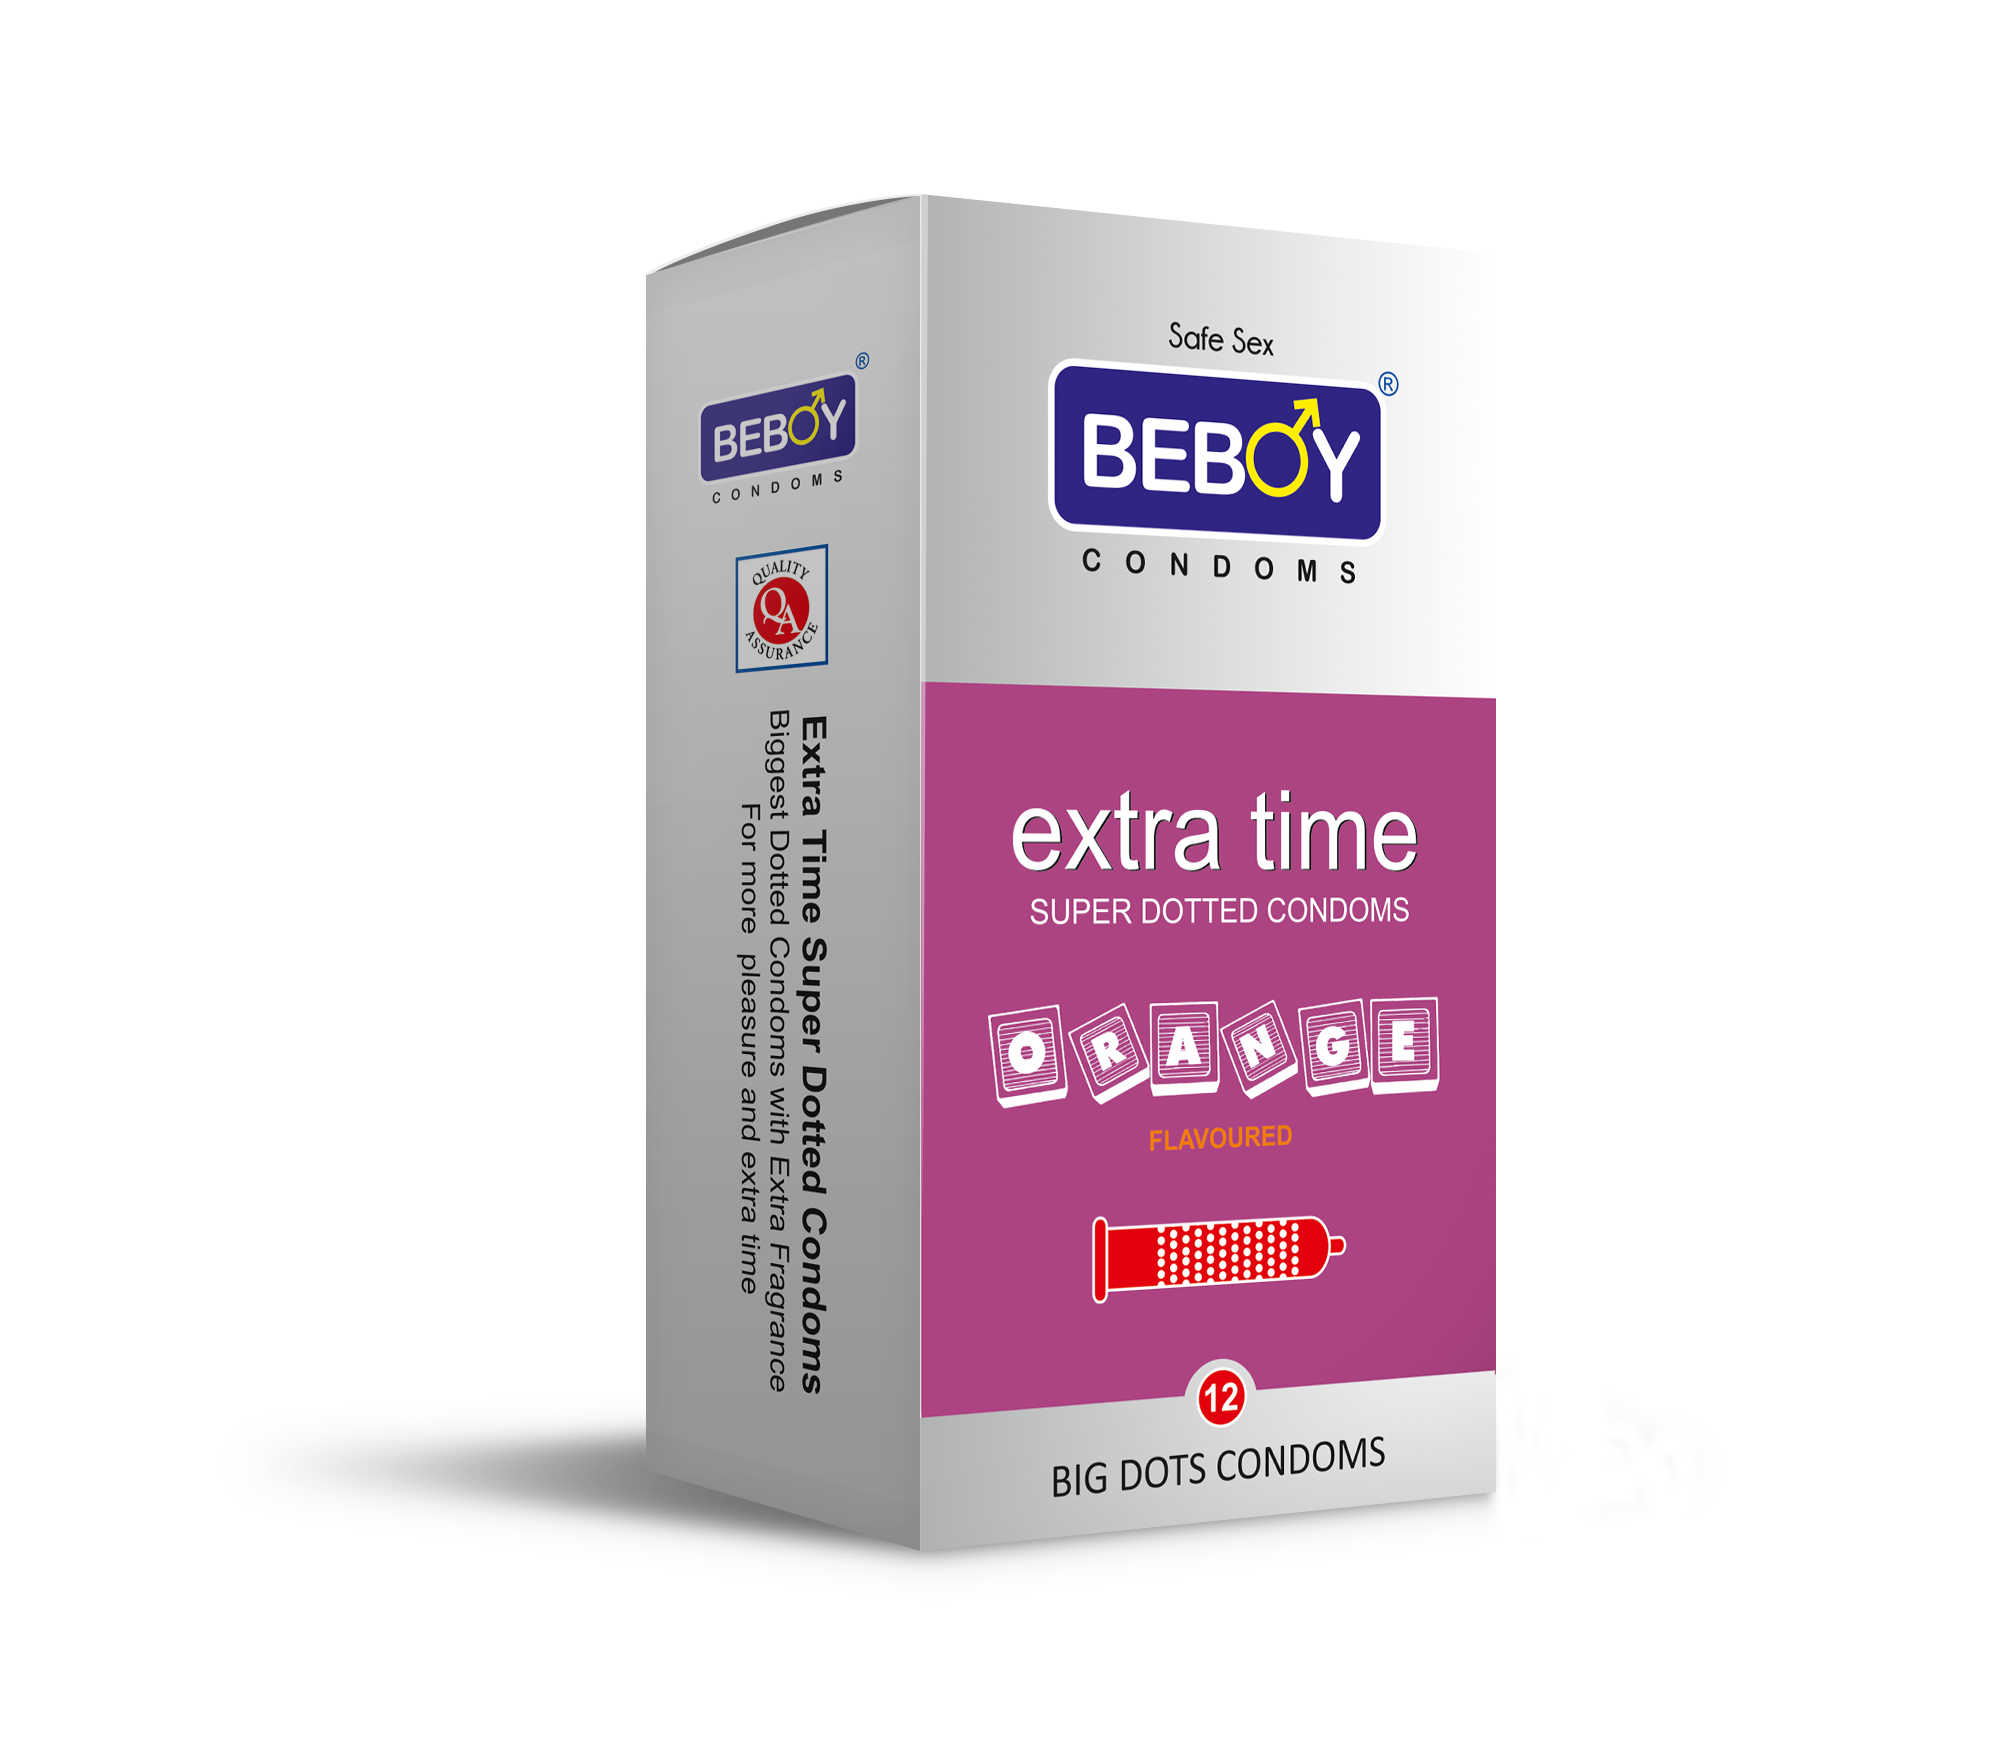 BEBOY
®
CONDOMS
QUALITY
QA
ASSURANCE
Extra Time Super Dotted Condoms
Biggest Dotted Condoms with Extra Fragrance
For more pleasure and extra time
Safe Sex
BEBOY
®
CONDOMS
extra time
SUPER DOTTED CONDOMS
ORANGE
FLAVOURED
12
BIG DOTS CONDOMS